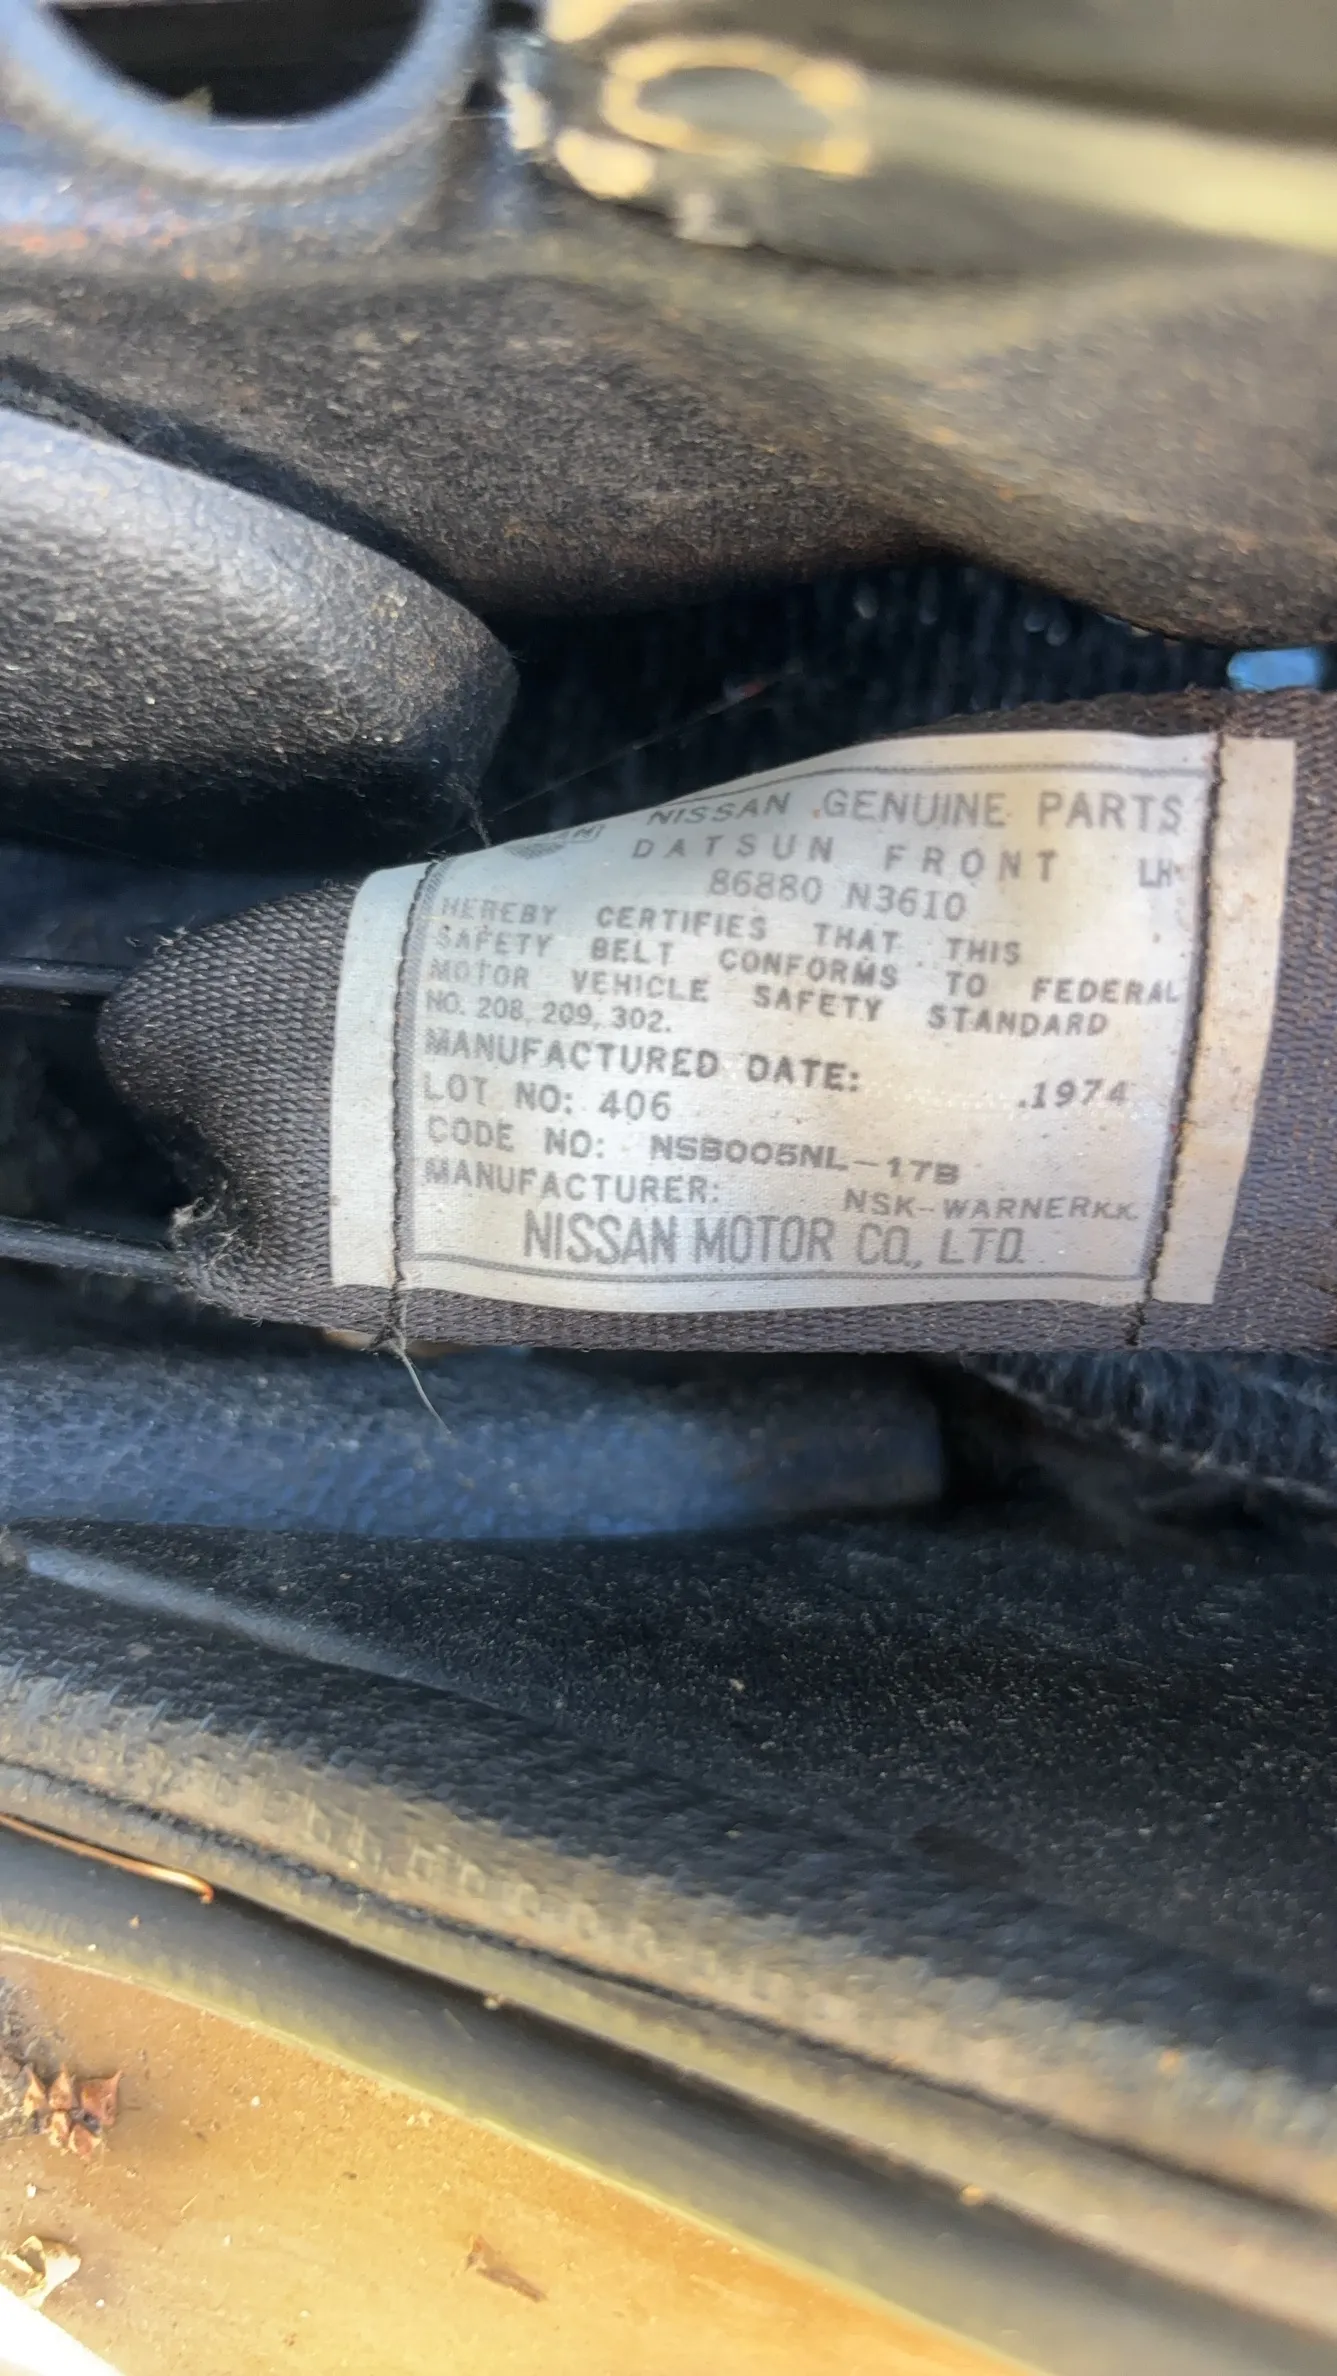 NISSAN GENUINE PARTS
DATSUN FRONT LH
86880 N3610
HEREBY CERTIFIES THAT THIS
SAFETY BELT CONFORMS TO FEDERAL
MOTOR VEHICLE SAFETY STANDARD
NO. 208, 209, 302.
MANUFACTURED DATE: .1974
LOT NO: 406
CODE NO: NSB005NL-17B
MANUFACTURER: NSK-WARNER K.K.
NISSAN MOTOR CO., LTD.